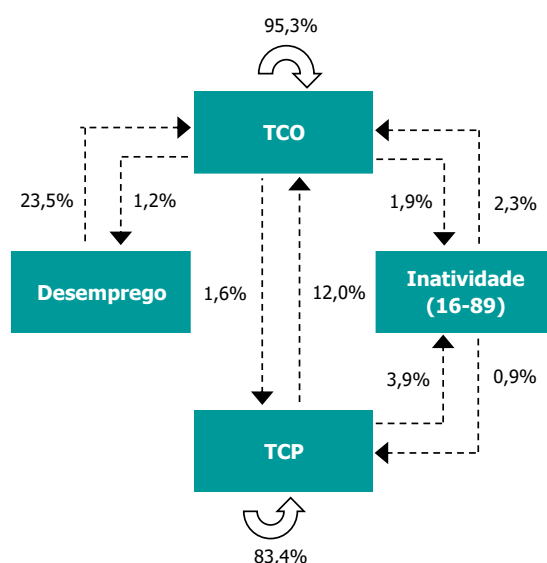 95,3%
TCO
23,5%
1,2%
1,9%
2,3%
Desemprego
1,6%
12,0%
Inatividade
(16-89)
3,9%
0,9%
TCP
83,4%